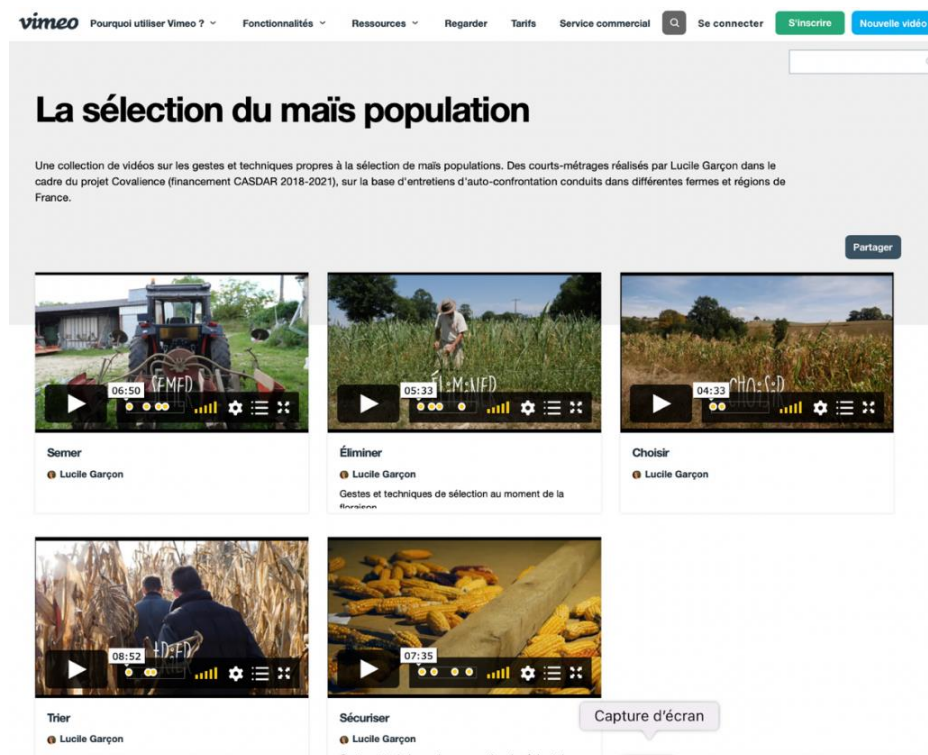 vimeo Pourquoi utiliser Vimeo ? Fonctionnalités Ressources Regarder Tarifs Service commercial Se connecter S'inscrire Nouvelle vidéo
La sélection du maïs population
Une collection de vidéos sur les gestes et techniques propres à la sélection de maïs populations. Des courts-métrages réalisés par Lucile Garçon dans le
cadre du projet Covalience (financement CASDAR 2018-2021), sur la base d'entretiens d'auto-confrontation conduits dans différentes fermes et régions de
France.
Partager
06:50
05:33
04:33
Semer
Éliminer
Choisir
Lucile Garçon
Lucile Garçon
Lucile Garçon
Gestes et techniques de sélection au moment de la
floraison
08:52
07:35
Trier
Sécuriser
Capture d'écran
Lucile Garçon
Lucile Garçon